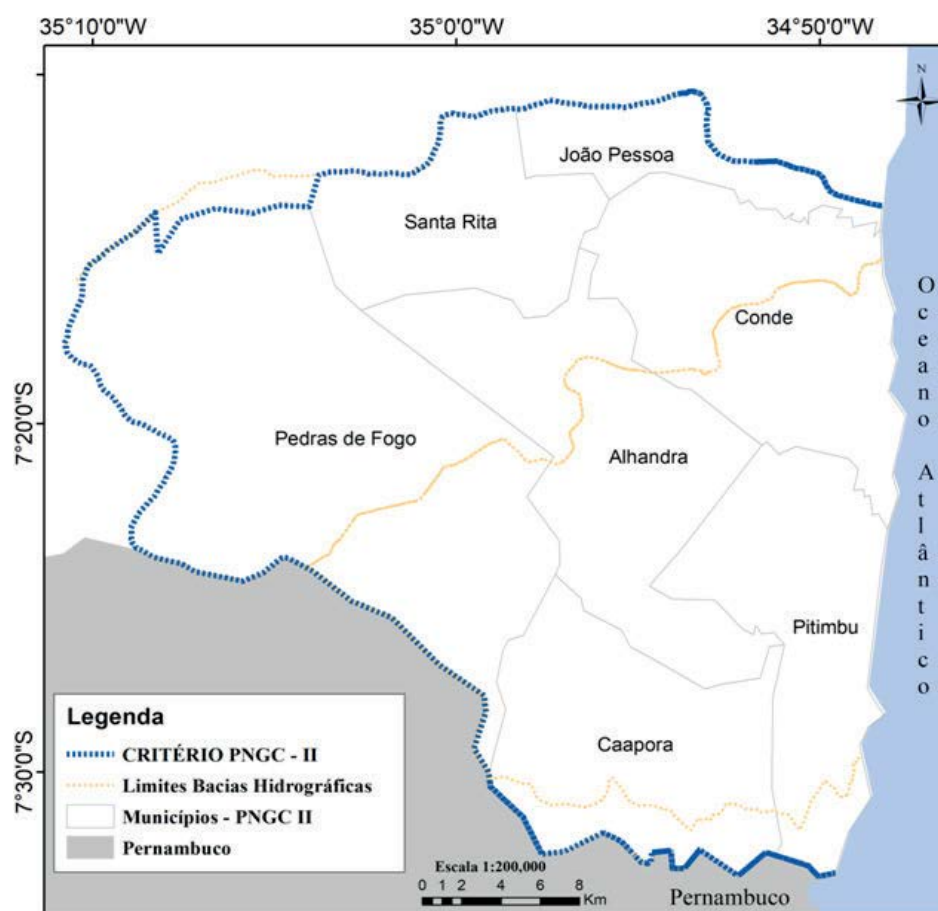 35°10'0"W
35°0'0"W
34°50'0"W
N
João Pessoa
Santa Rita
Conde
7°20'0"S
Pedras de Fogo
Alhandra
Oceano Atlântico
Pitimbu
Caapora
7°30'0"S
Legenda
CRITÉRIO PNGC - II
Limites Bacias Hidrográficas
Municípios - PNGC II
Pernambuco
Escala 1:200,000
0 1 2 4 6 8
Km
Pernambuco